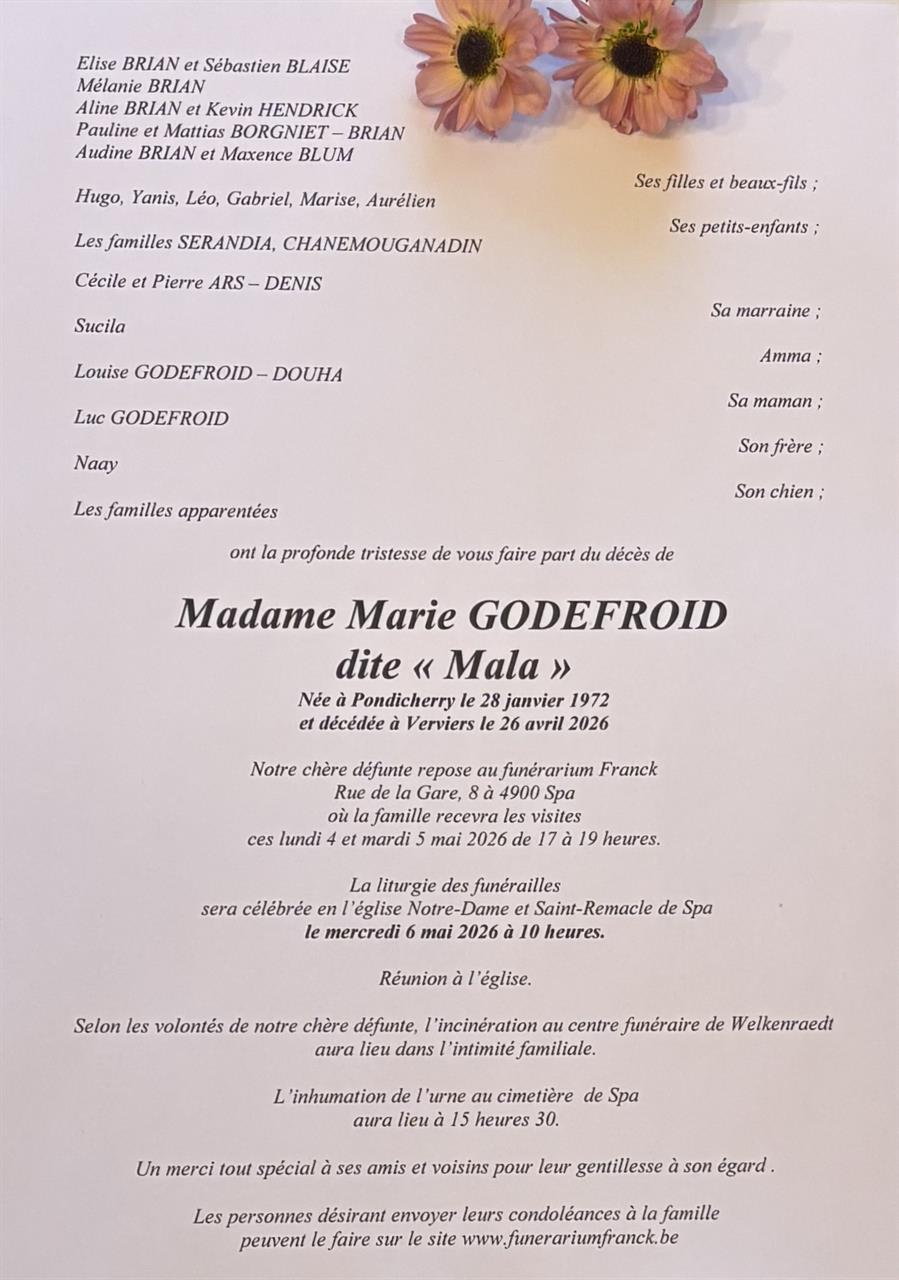 Elise BRIAN et Sébastien BLAISE
Mélanie BRIAN
Aline BRIAN et Kevin HENDRICK
Pauline et Mattias BORGNIET – BRIAN
Audine BRIAN et Maxence BLUM
Ses filles et beaux-fils ;
Hugo, Yanis, Léo, Gabriel, Marise, Aurélien
Ses petits-enfants ;
Les familles SERANDIA, CHANEMOUGANADIN
Cécile et Pierre ARS – DENIS
Sa marraine ;
Sucila
Amma ;
Louise GODEFROID – DOUHA
Sa maman ;
Luc GODEFROID
Son frère ;
Naay
Son chien ;
Les familles apparentées
ont la profonde tristesse de vous faire part du décès de
Madame Marie GODEFROID
dite « Mala »
Née à Pondicherry le 28 janvier 1972
et décédée à Verviers le 26 avril 2026
Notre chère défunte repose au funérarium Franck
Rue de la Gare, 8 à 4900 Spa
où la famille recevra les visites
ces lundi 4 et mardi 5 mai 2026 de 17 à 19 heures.
La liturgie des funérailles
sera célébrée en l'église Notre-Dame et Saint-Remacle de Spa
le mercredi 6 mai 2026 à 10 heures.
Réunion à l'église.
Selon les volontés de notre chère défunte, l'incinération au centre funéraire de Welkenraedt
aura lieu dans l'intimité familiale.
L'inhumation de l'urne au cimetière de Spa
aura lieu à 15 heures 30.
Un merci tout spécial à ses amis et voisins pour leur gentillesse à son égard .
Les personnes désirant envoyer leurs condoléances à la famille
peuvent le faire sur le site www.funerariumfranck.be